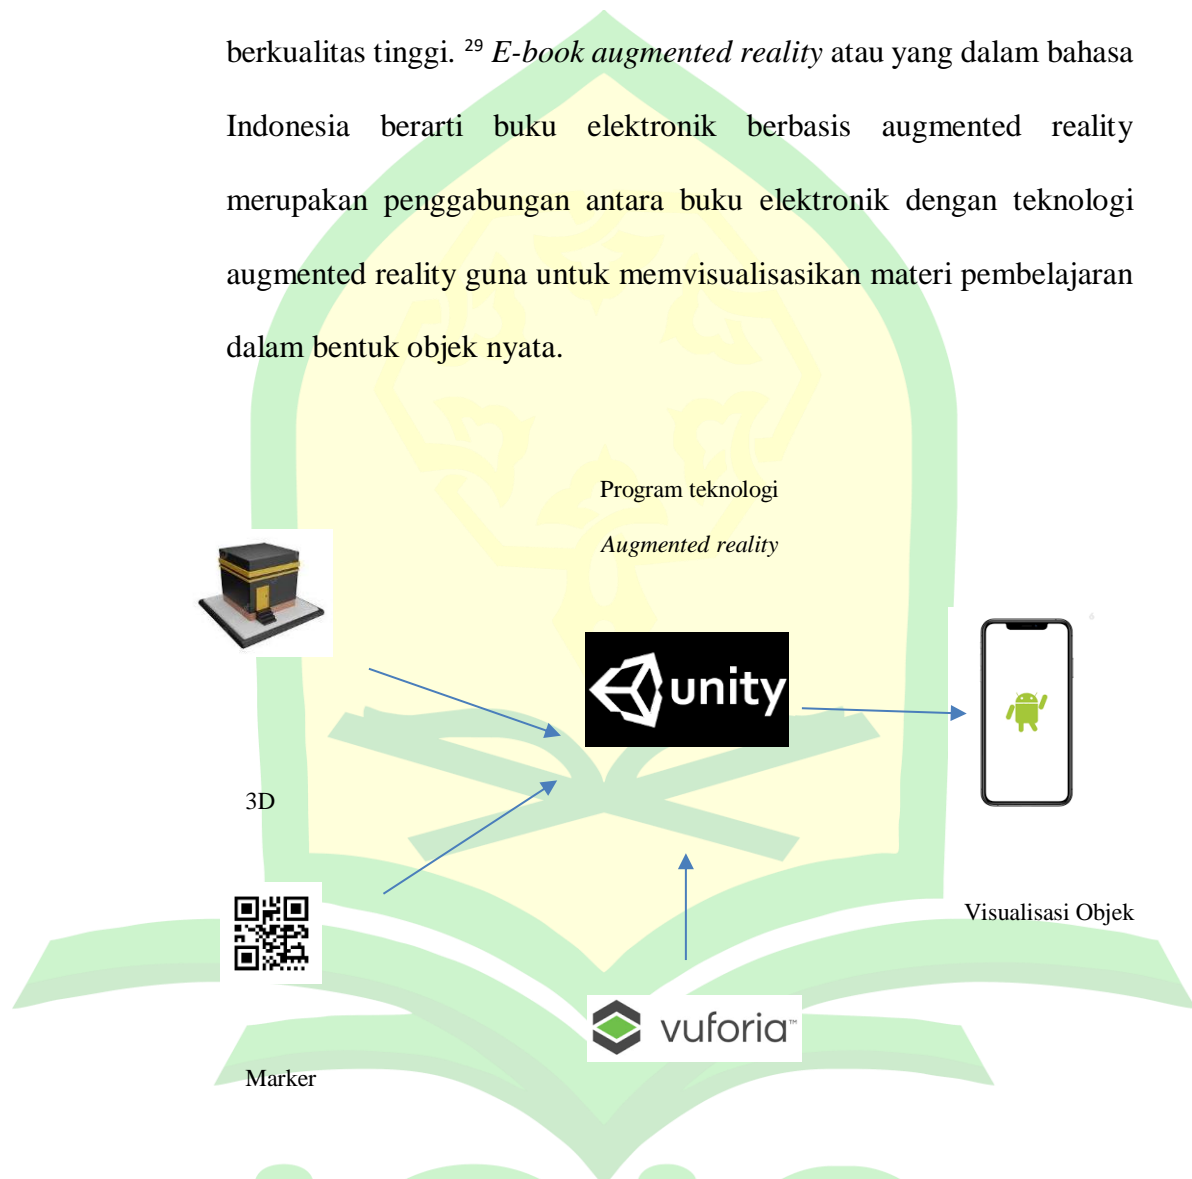 berkualitas tinggi. 29 E-book augmented reality atau yang dalam bahasa
Indonesia berarti buku elektronik berbasis augmented reality
merupakan penggabungan antara buku elektronik dengan teknologi
augmented reality guna untuk memvisualisasikan materi pembelajaran
dalam bentuk objek nyata.
Program teknologi
Augmented reality
unity
3D
Visualisasi Objek
vuforia™
Marker